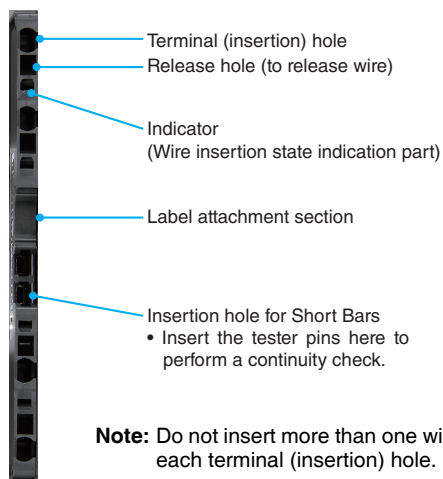 Terminal (insertion) hole
Release hole (to release wire)
Indicator
(Wire insertion state indication part)
Label attachment section
Insertion hole for Short Bars
• Insert the tester pins here to
perform a continuity check.
Note: Do not insert more than one
each terminal (insertion) hole.